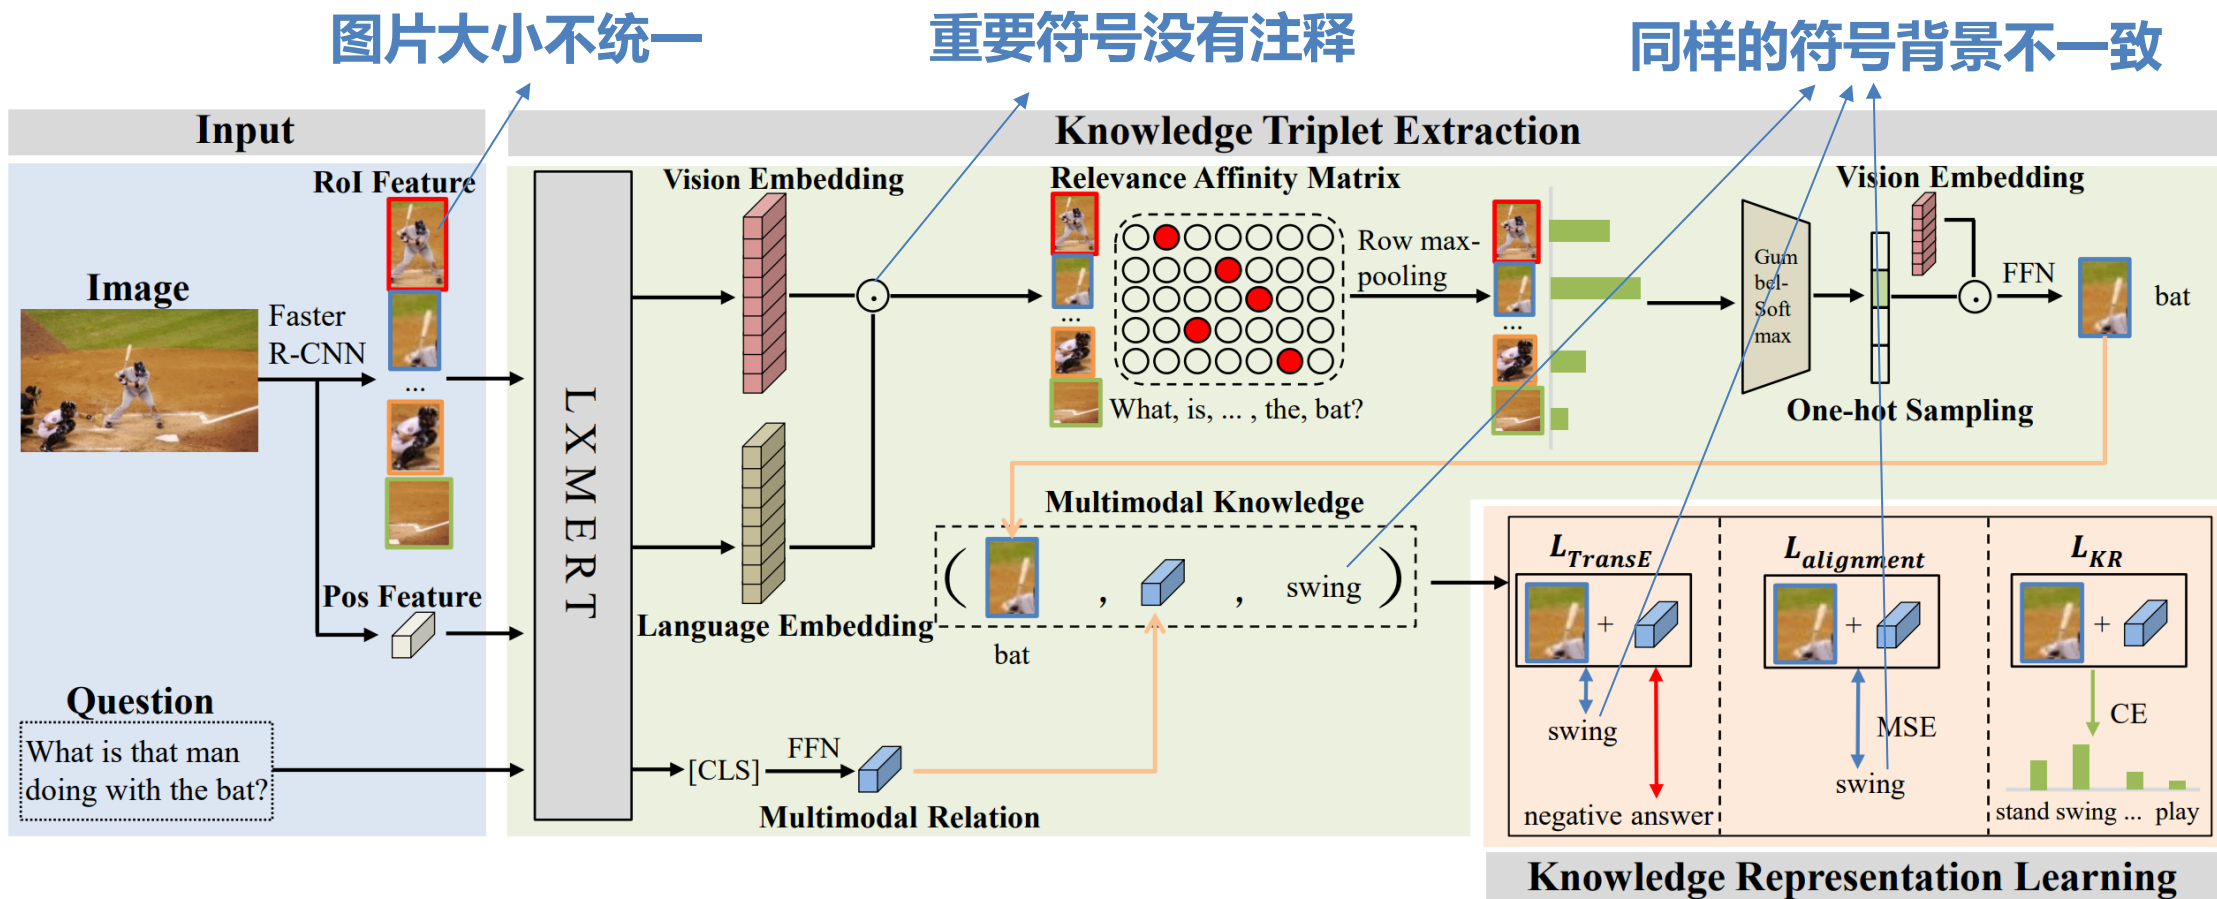 图片大小不统一
重要符号没有注释
同样的符号背景不一致
Input
Knowledge Triplet Extraction
RoI Feature
Image
Faster
R-CNN
...
Pos Feature
Question
What is that man
doing with the bat?
LXMERT
Vision Embedding
Language Embedding
[CLS]
FFN
Multimodal Relation
Relevance Affinity Matrix
...
What, is, ... , the, bat?
Row max-
pooling
...
Gum
bel-
Soft
max
One-hot Sampling
Vision Embedding
FFN
bat
Multimodal Knowledge
( , , swing )
bat
L_TransE
+
swing
negative answer
L_alignment
+
MSE
swing
L_KR
+
CE
stand swing ... play
Knowledge Representation Learning